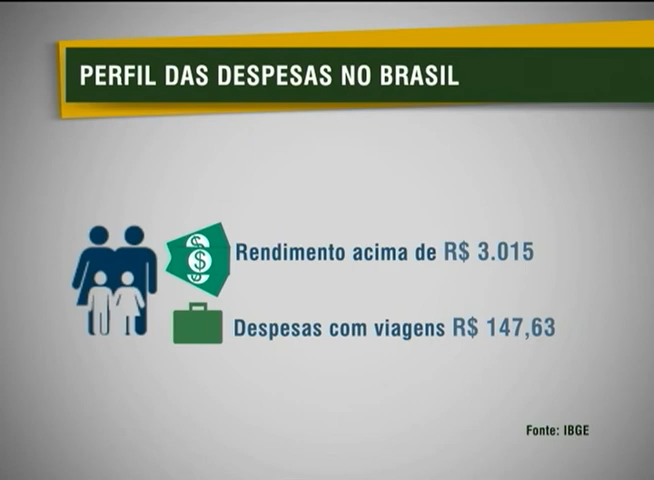 PERFIL DAS DESPESAS NO BRASIL
Rendimento acima de R$ 3.015
Despesas com viagens R$ 147,63
Fonte: IBGE